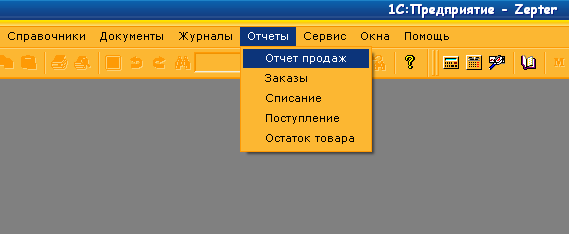 1С:Предприятие - Zepter
Справочники Документы Журналы Отчеты Сервис Окна Помощь
Отчет продаж
Заказы
Списание
Поступление
Остаток товара
? М